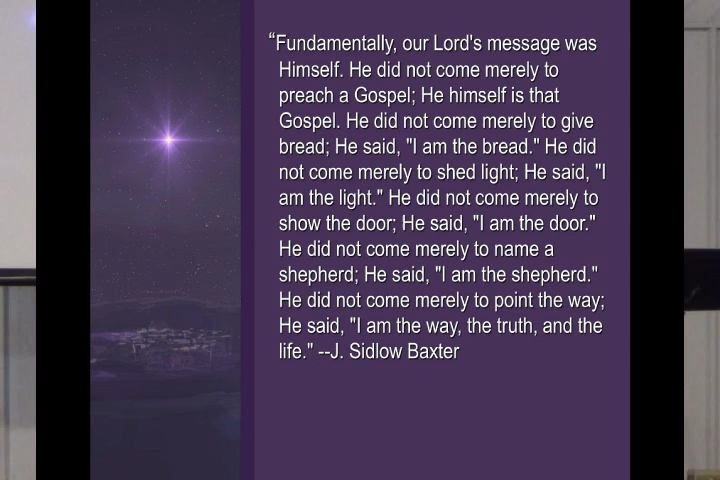 “Fundamentally, our Lord's message was
Himself. He did not come merely to
preach a Gospel; He himself is that
Gospel. He did not come merely to give
bread; He said, "I am the bread." He did
not come merely to shed light; He said, "I
am the light." He did not come merely to
show the door; He said, "I am the door."
He did not come merely to name a
shepherd; He said, "I am the shepherd."
He did not come merely to point the way;
He said, "I am the way, the truth, and the
life." --J. Sidlow Baxter